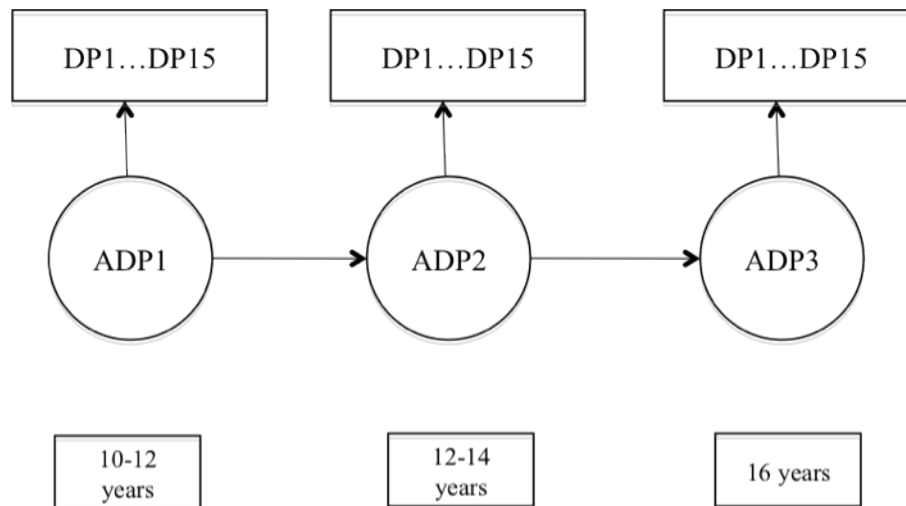 DP1…DP15
DP1…DP15
DP1…DP15
ADP1
ADP2
ADP3
10-12
years
12-14
years
16 years